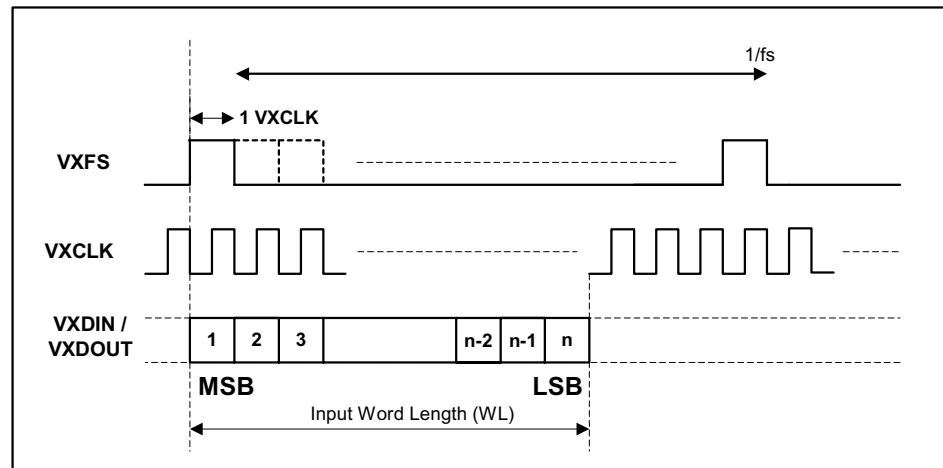 1/fs
1 VXCLK
VXFS
VXCLK
VXDIN /
VXDOUT
1 2 3 n-2 n-1 n
MSB LSB
Input Word Length (WL)